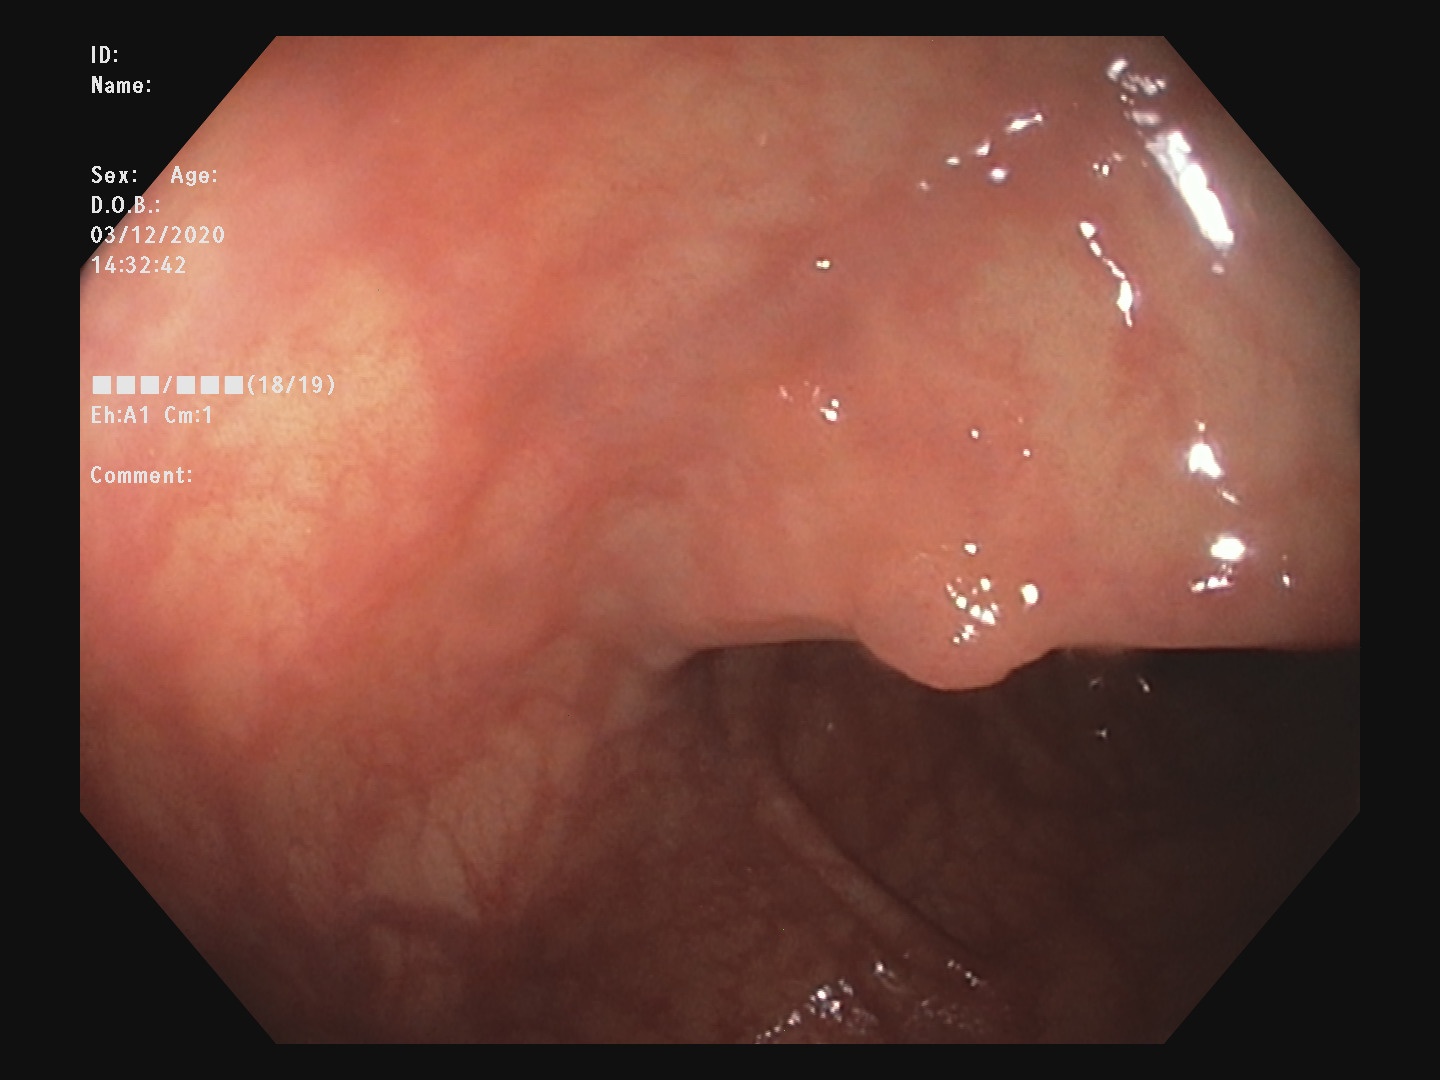 ID:
Name:
Sex: Age:
D.O.B.:
03/12/2020
14:32:42
■■■/■■■(18/19)
Eh:A1 Cm:1
Comment: